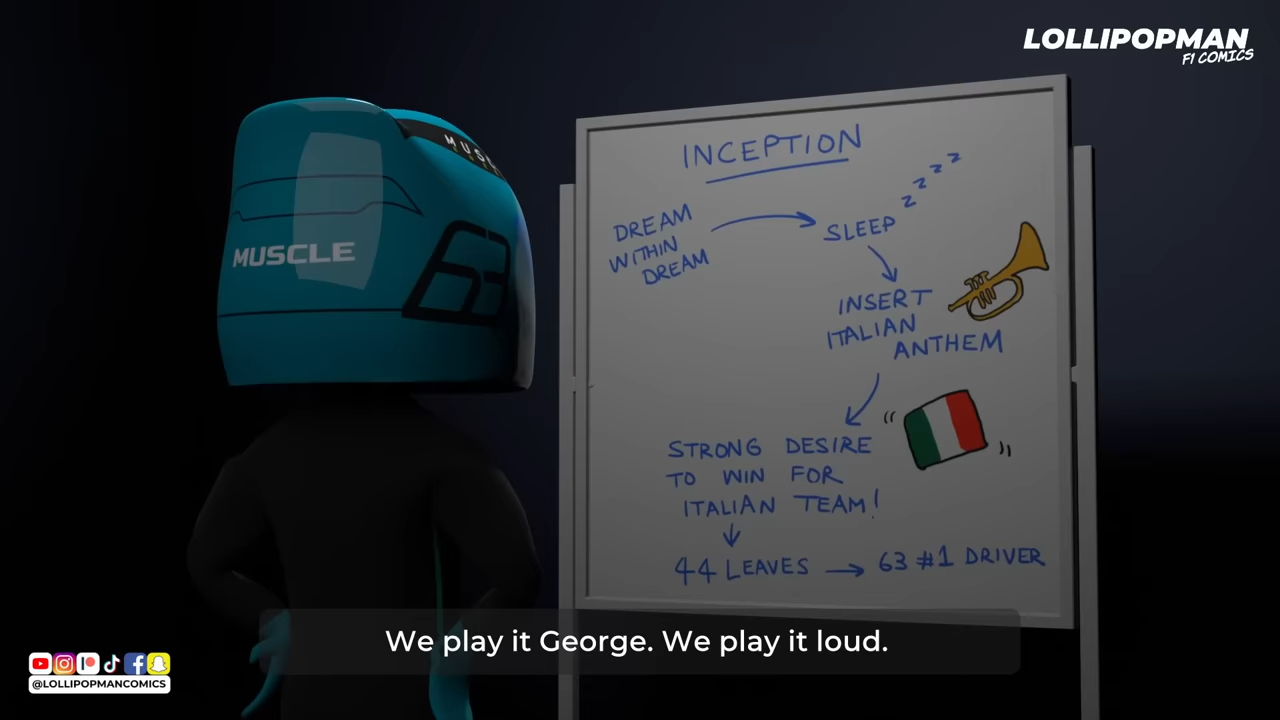 LOLLIPOPMAN
F1 COMICS
MUSCLE
63
INCEPTION
DREAM
WITHIN
DREAM
SLEEP
z z z z
INSERT
ITALIAN
ANTHEM
STRONG DESIRE
TO WIN FOR
ITALIAN TEAM!
44 LEAVES → 63 #1 DRIVER
We play it George. We play it loud.
@LOLLIPOPMANCOMICS